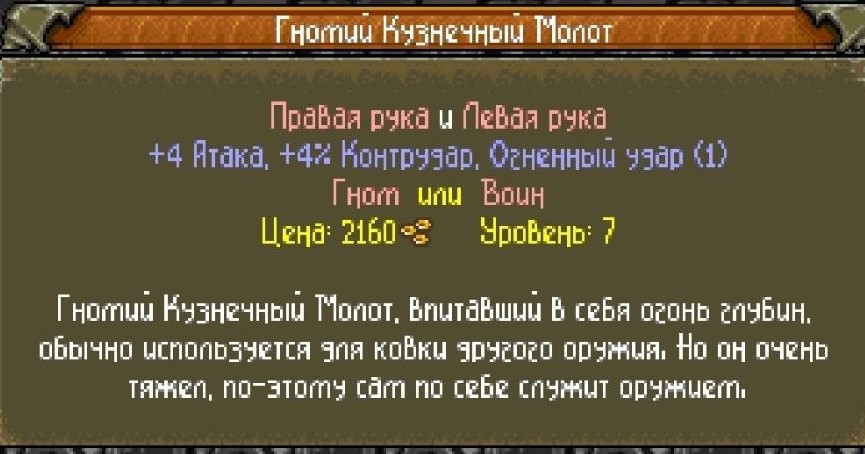 Гномий Кузнечный Молот
Правая рука и Левая рука
+4 Атака, +4% Контрудар, Огненный удар (1)
Гном или Воин
Цена: 2160 Уровень: 7
Гномий Кузнечный Молот, впитавший в себя огонь глубин,
обычно используется для ковки другого оружия. Но он очень
тяжел, по-этому сам по себе служит оружием.